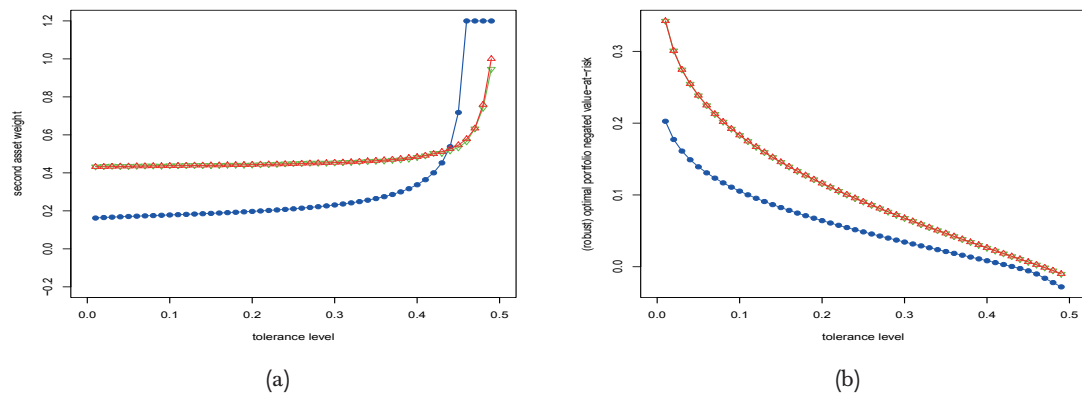 second asset weight
1.2
1.0
0.8
0.6
0.4
0.2
0.0
−0.2
0.0 0.1 0.2 0.3 0.4 0.5
tolerance level
(a)
(robust) optimal portfolio negated value−at−risk
0.3
0.2
0.1
0.0
0.0 0.1 0.2 0.3 0.4 0.5
tolerance level
(b)